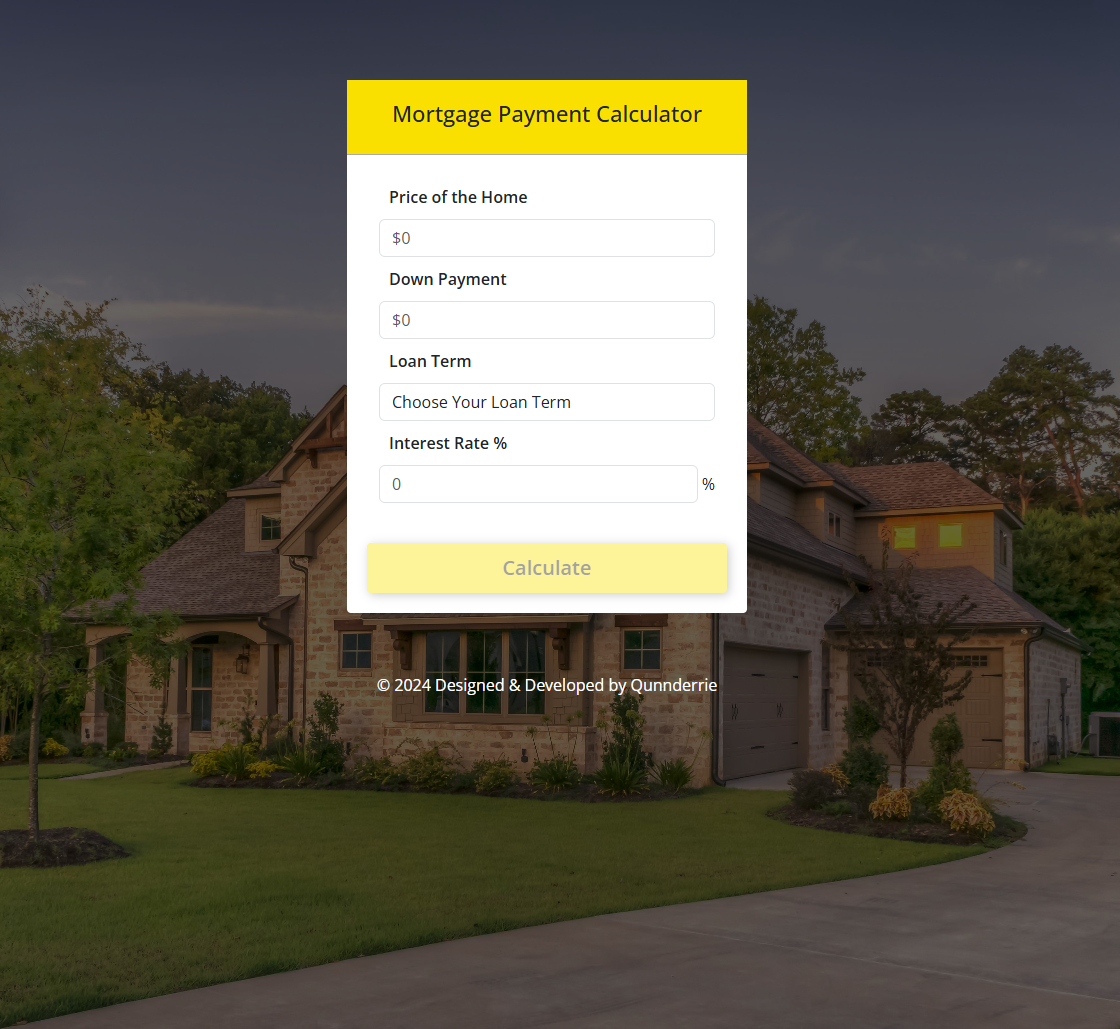 Mortgage Payment Calculator
Price of the Home
$0
Down Payment
$0
Loan Term
Choose Your Loan Term
Interest Rate %
0 %
Calculate
© 2024 Designed & Developed by Qunnderrie